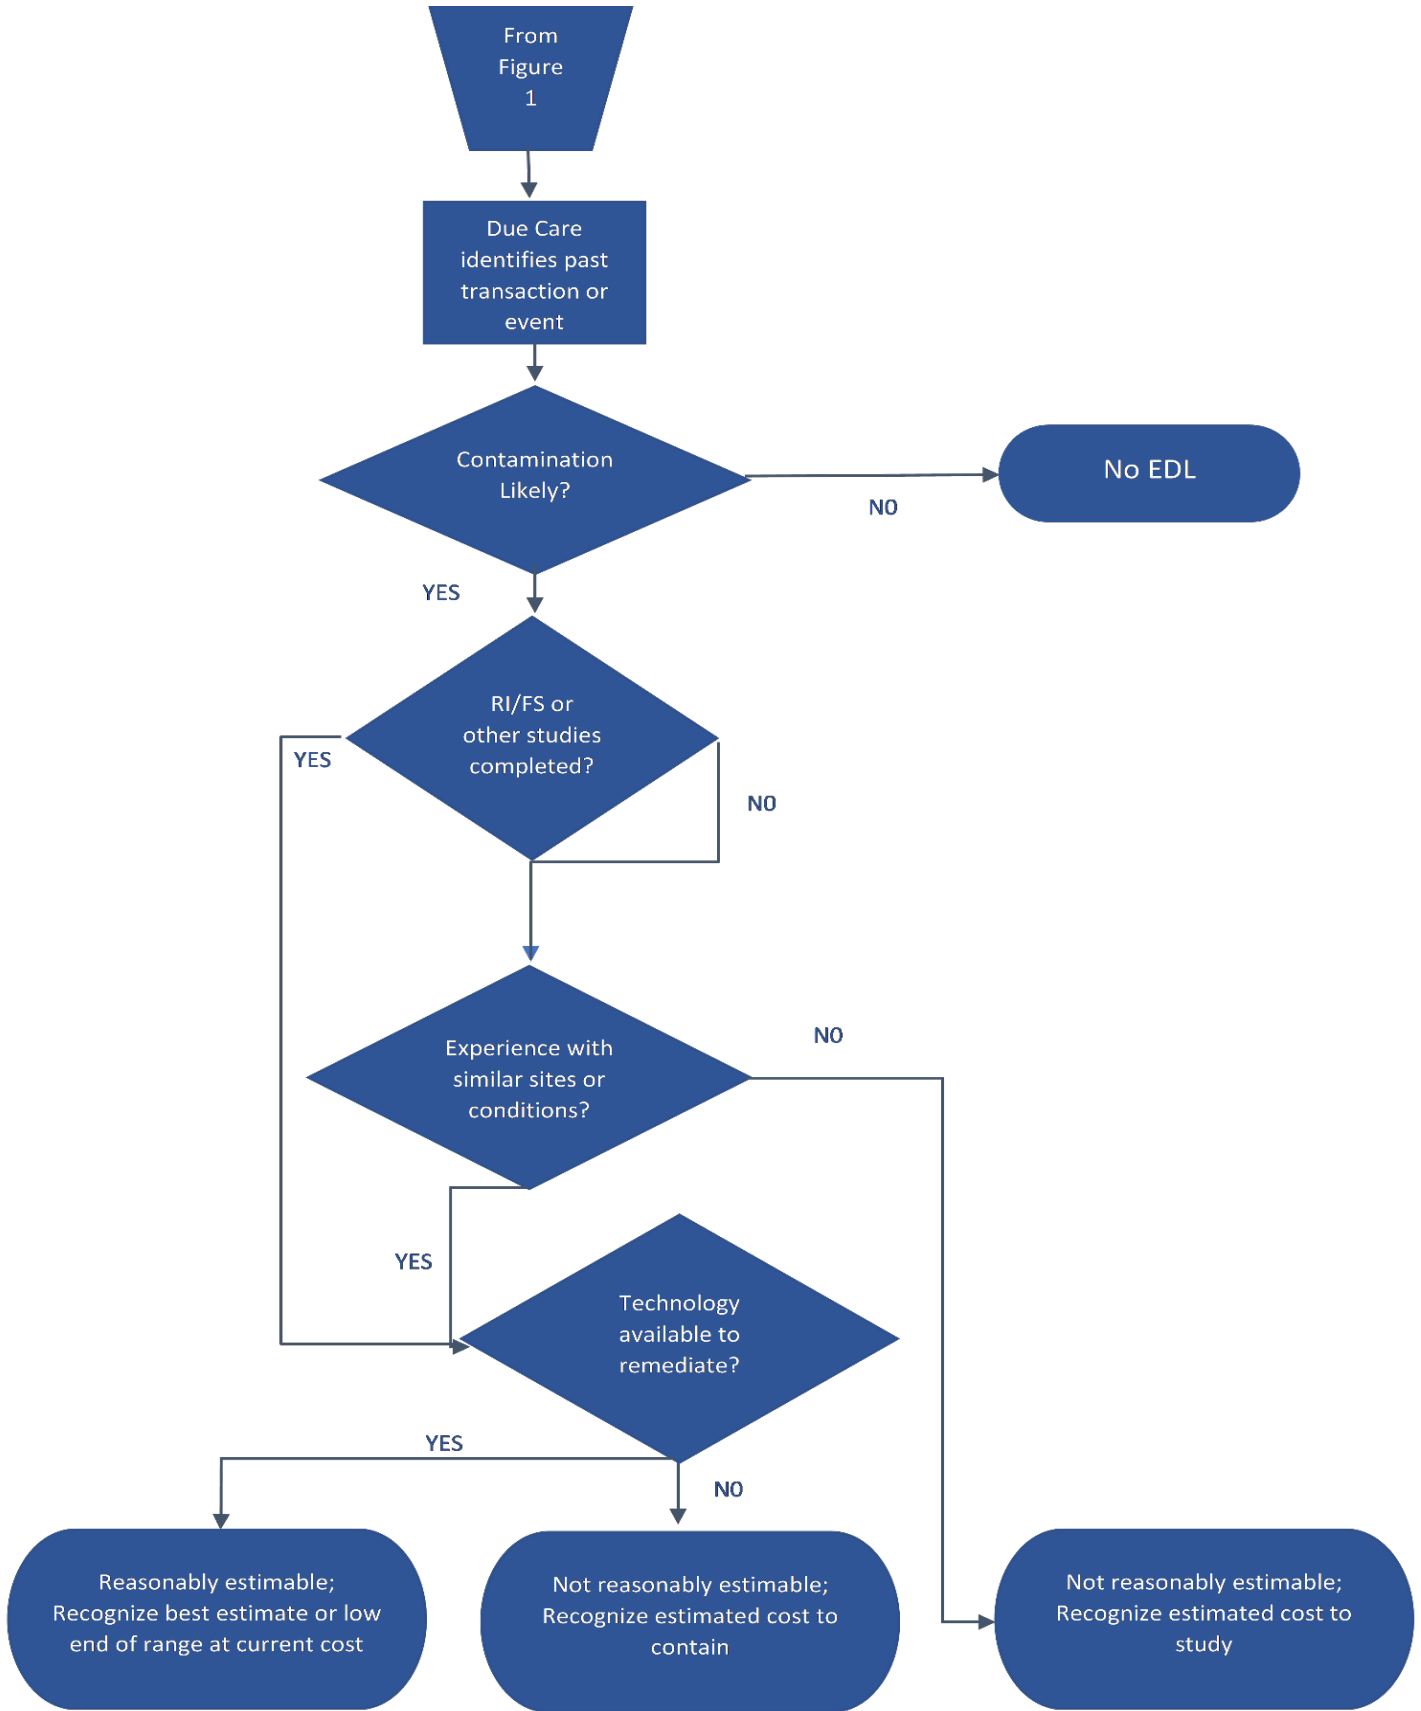 From
Figure
1
Due Care
identifies past
transaction or
event
Contamination
Likely?
No EDL
NO
YES
RI/FS or
other studies
completed?
YES
NO
Experience with
similar sites or
conditions?
NO
YES
Technology
available to
remediate?
YES
NO
Reasonably estimable;
Recognize best estimate or low
end of range at current cost
Not reasonably estimable;
Recognize estimated cost to
contain
Not reasonably estimable;
Recognize estimated cost to
study